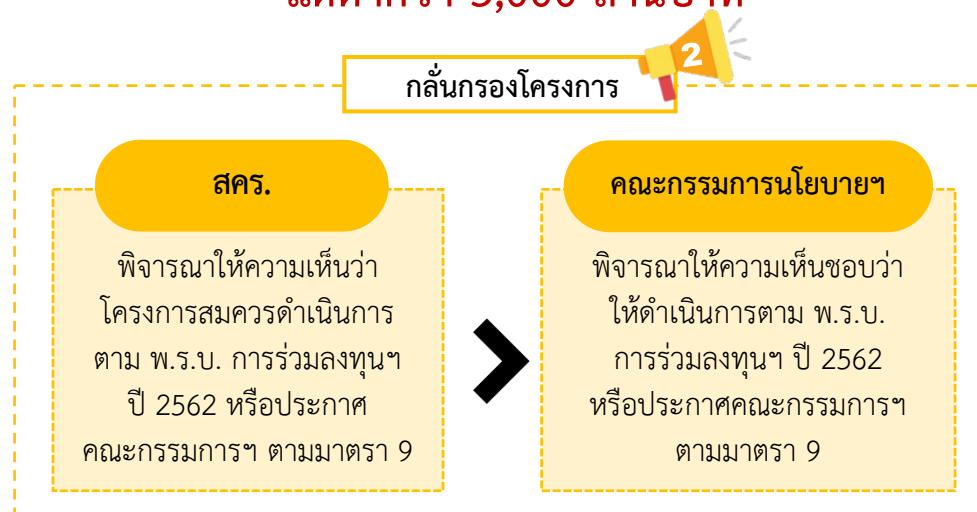 5,000 ล้านบาท
2
กลั่นกรองโครงการ
สคร.
พิจารณาให้ความเห็นว่า
โครงการสมควรดำเนินการ
ตาม พ.ร.บ. การร่วมลงทุนฯ
ปี 2562 หรือประกาศ
คณะกรรมการฯ ตามมาตรา 9
คณะกรรมการนโยบายฯ
พิจารณาให้ความเห็นชอบว่า
ให้ดำเนินการตาม พ.ร.บ.
การร่วมลงทุนฯ ปี 2562
หรือประกาศคณะกรรมการฯ
ตามมาตรา 9